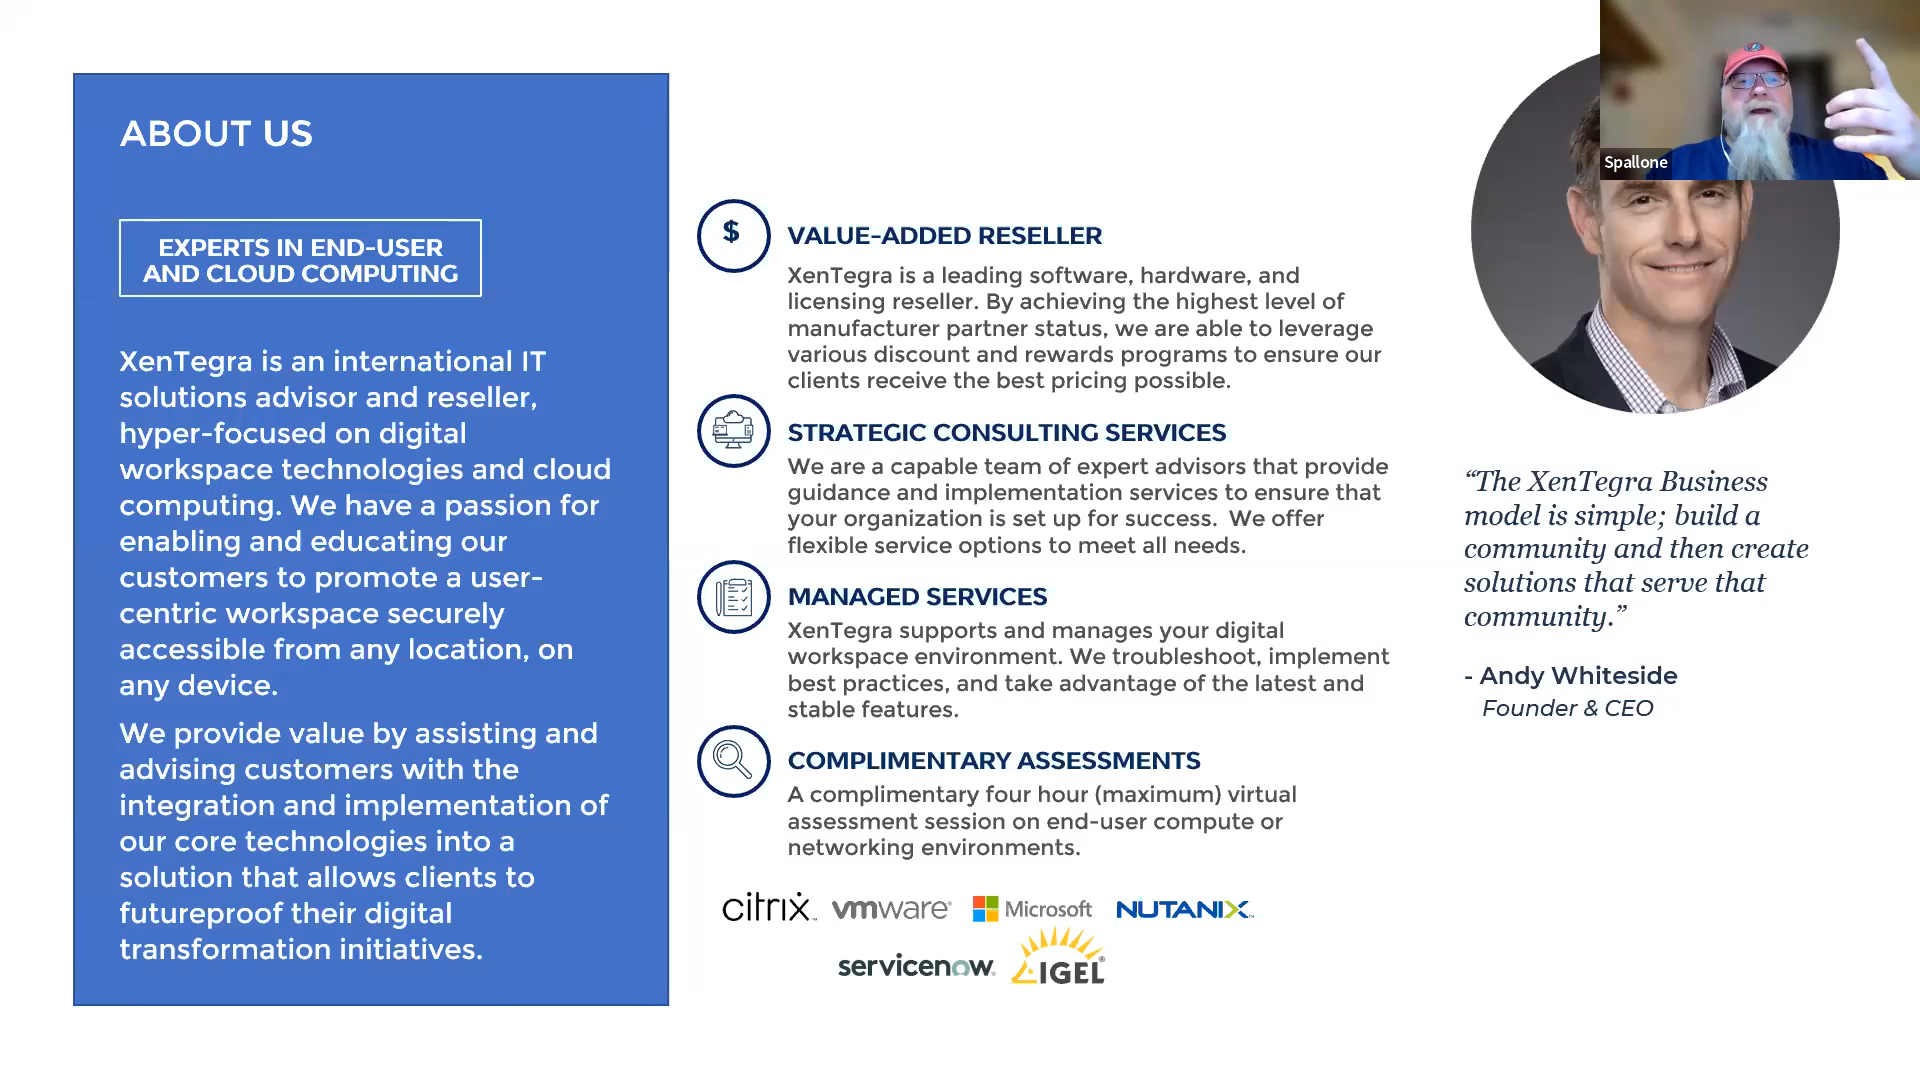 ABOUT US
EXPERTS IN END-USER
AND CLOUD COMPUTING
XenTegra is an international IT
solutions advisor and reseller,
hyper-focused on digital
workspace technologies and cloud
computing. We have a passion for
enabling and educating our
customers to promote a user-
centric workspace securely
accessible from any location, on
any device.
We provide value by assisting and
advising customers with the
integration and implementation of
our core technologies into a
solution that allows clients to
futureproof their digital
transformation initiatives.
$
VALUE-ADDED RESELLER
XenTegra is a leading software, hardware, and
licensing reseller. By achieving the highest level of
manufacturer partner status, we are able to leverage
various discount and rewards programs to ensure our
clients receive the best pricing possible.
STRATEGIC CONSULTING SERVICES
We are a capable team of expert advisors that provide
guidance and implementation services to ensure that
your organization is set up for success.  We offer
flexible service options to meet all needs.
MANAGED SERVICES
XenTegra supports and manages your digital
workspace environment. We troubleshoot, implement
best practices, and take advantage of the latest and
stable features.
COMPLIMENTARY ASSESSMENTS
A complimentary four hour (maximum) virtual
assessment session on end-user compute or
networking environments.
citrix™ vmware® Microsoft NUTANIX™
servicenow® IGEL®
Spallone
“The XenTegra Business
model is simple; build a
community and then create
solutions that serve that
community.”
- Andy Whiteside
Founder & CEO